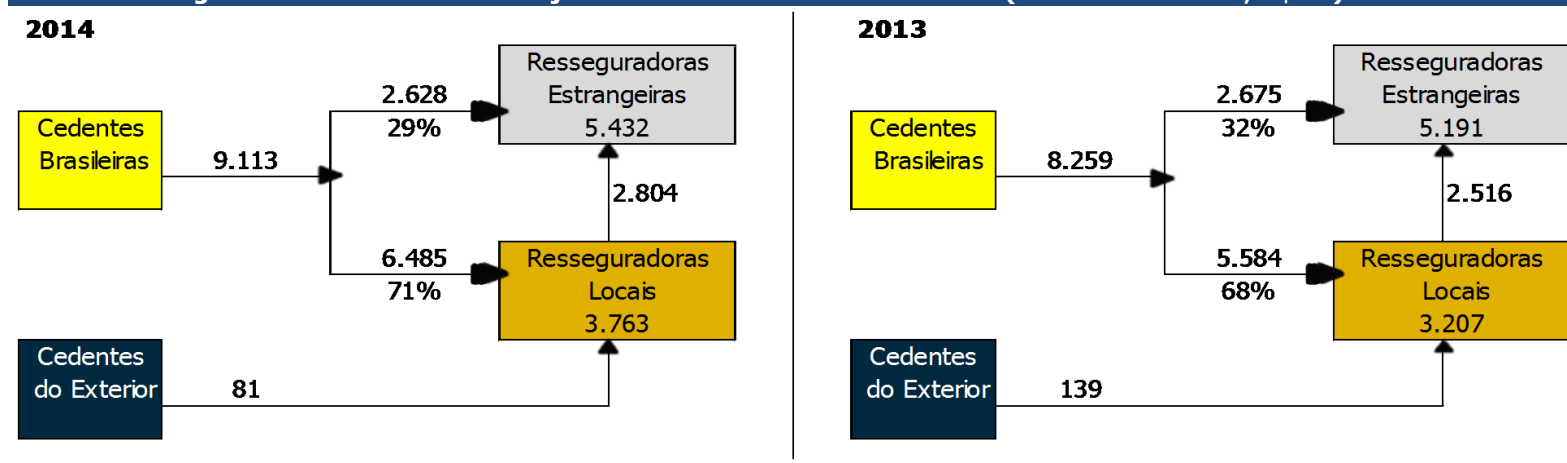 2014
Cedentes
Brasileiras
9.113
2.628
29%
6.485
71%
Resseguradoras
Estrangeiras
5.432
2.804
Resseguradoras
Locais
3.763
Cedentes
do Exterior
81
2013
Cedentes
Brasileiras
8.259
2.675
32%
5.584
68%
Resseguradoras
Estrangeiras
5.191
2.516
Resseguradoras
Locais
3.207
Cedentes
do Exterior
139